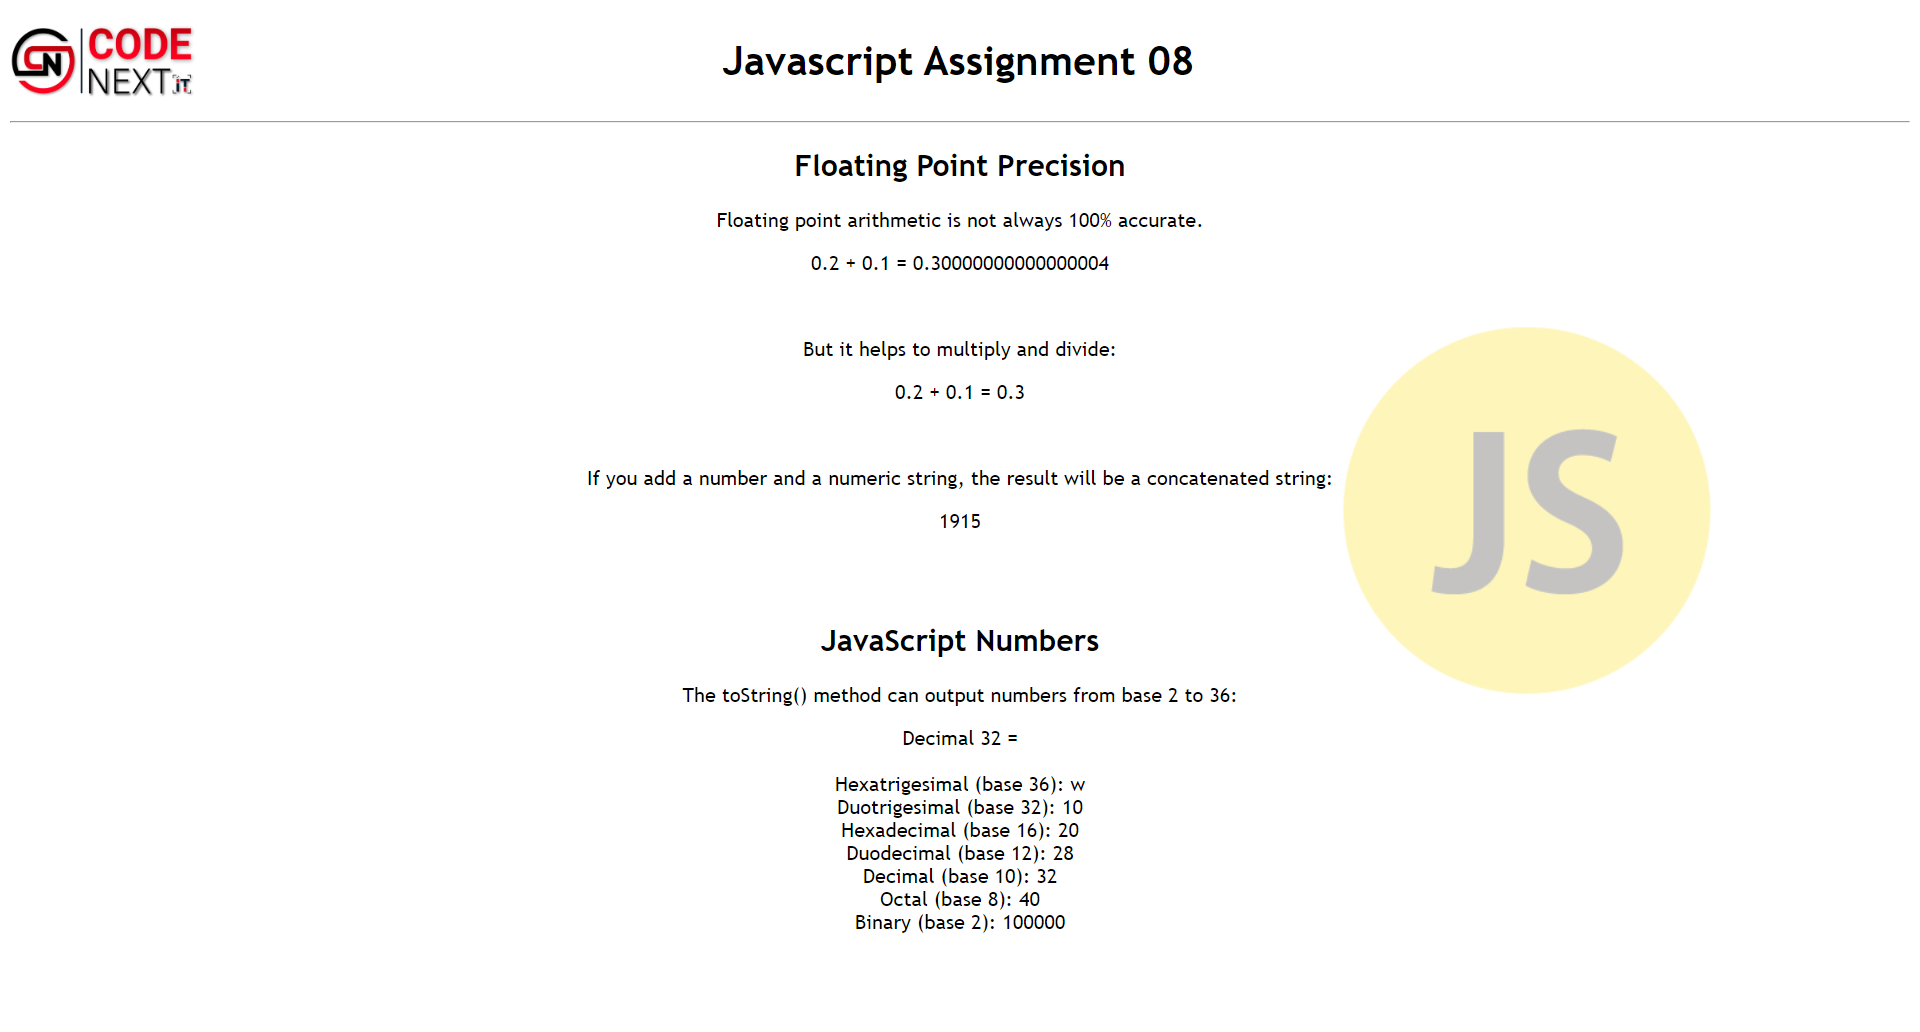 CODE
NEXT iT
Javascript Assignment 08
Floating Point Precision
Floating point arithmetic is not always 100% accurate.
0.2 + 0.1 = 0.30000000000000004
But it helps to multiply and divide:
0.2 + 0.1 = 0.3
If you add a number and a numeric string, the result will be a concatenated string:
1915
JS
JavaScript Numbers
The toString() method can output numbers from base 2 to 36:
Decimal 32 =
Hexatrigesimal (base 36): w
Duotrigesimal (base 32): 10
Hexadecimal (base 16): 20
Duodecimal (base 12): 28
Decimal (base 10): 32
Octal (base 8): 40
Binary (base 2): 100000